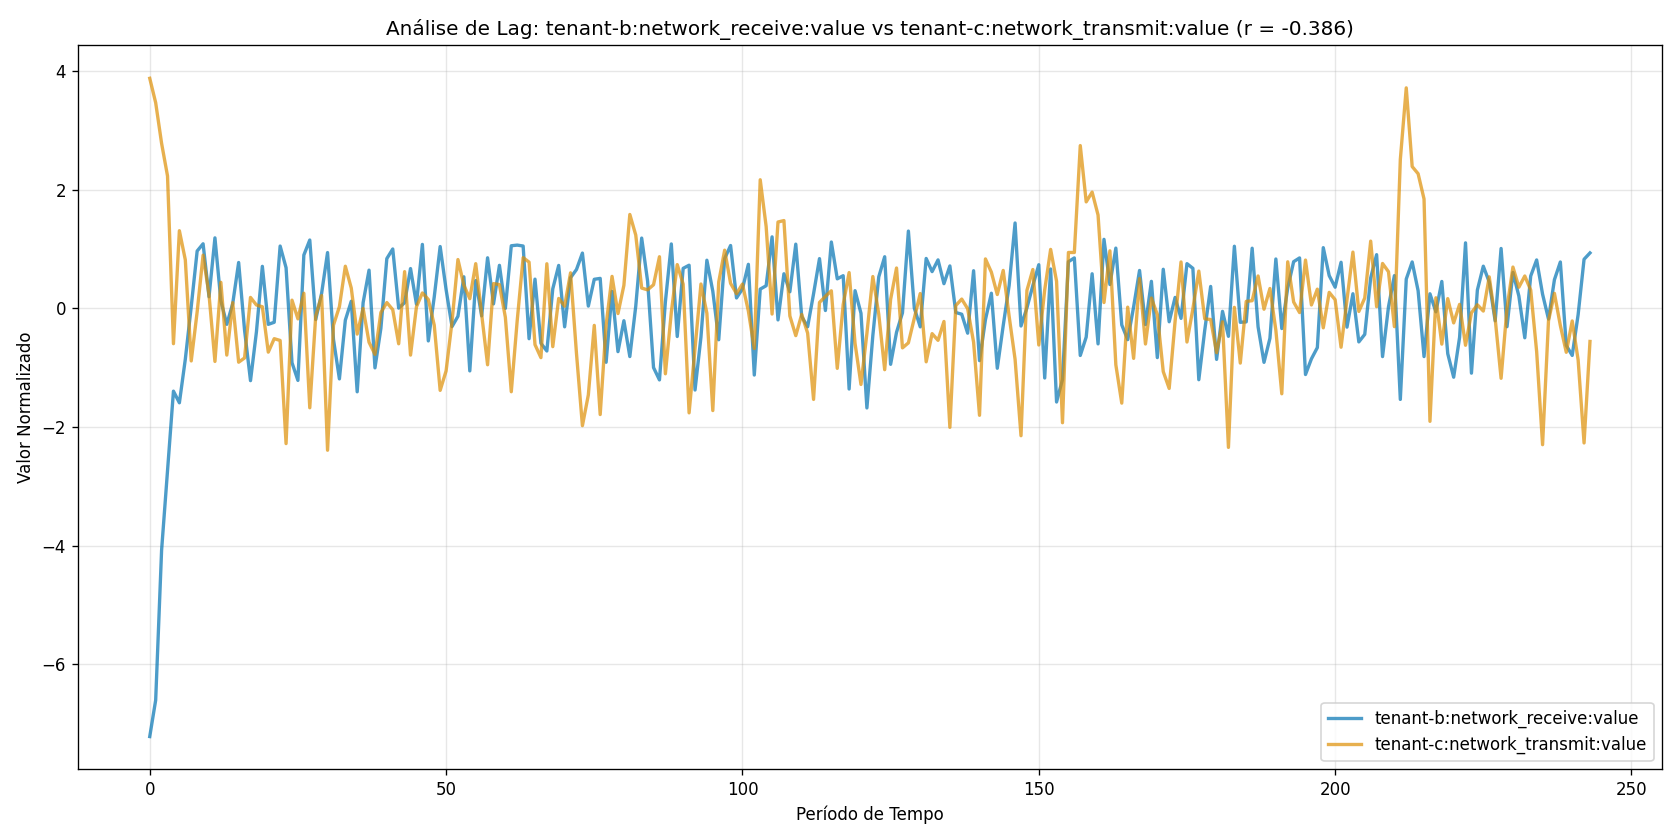 Análise de Lag: tenant-b:network_receive:value vs tenant-c:network_transmit:value (r = -0.386)
Valor Normalizado
4
2
0
−2
−4
−6
0
50
100
150
200
250
Período de Tempo
tenant-b:network_receive:value
tenant-c:network_transmit:value